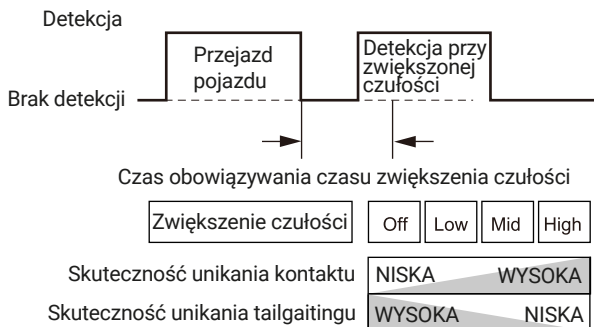 Detekcja
Przejazd
pojazdu
Detekcja przy
zwiększonej
czułości
Brak detekcji
Czas obowiązywania czasu zwiększenia czułości
Zwiększenie czułości Off Low Mid High
Skuteczność unikania kontaktu NISKA WYSOKA
Skuteczność unikania tailgaitingu WYSOKA NISKA